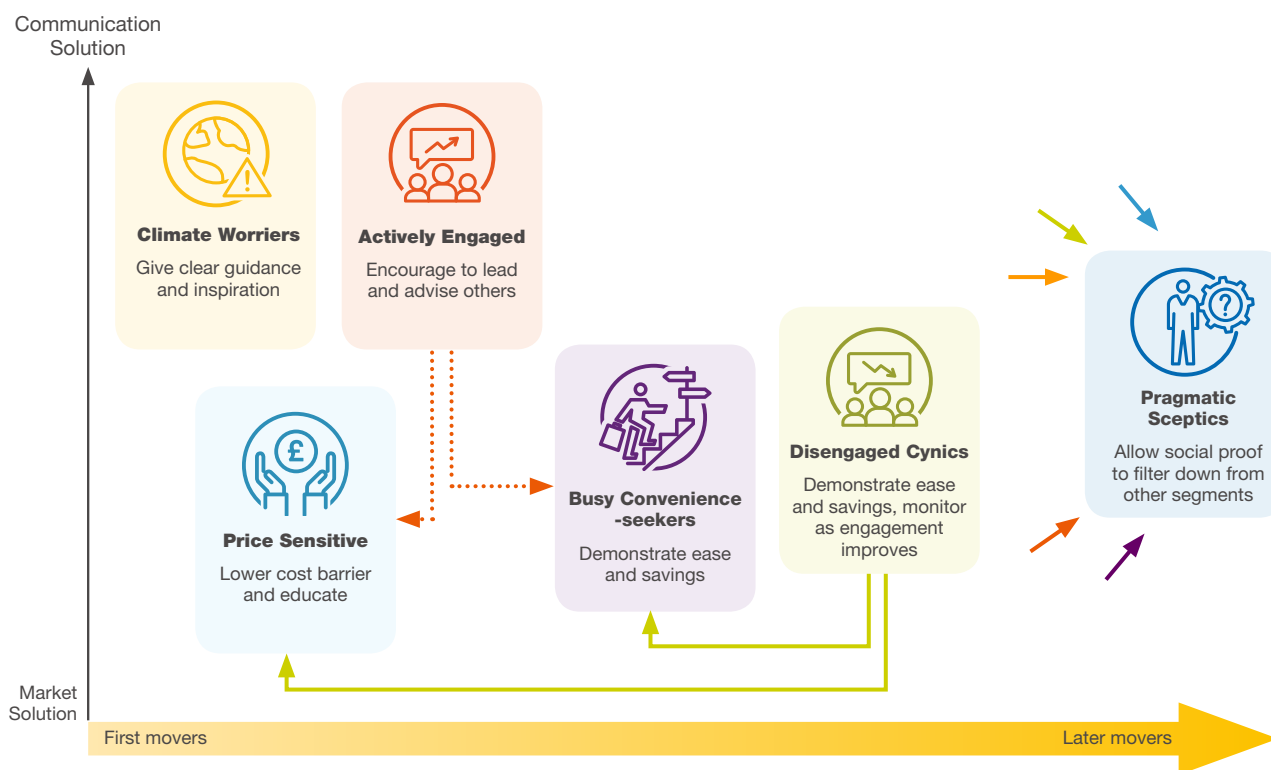 Communication
Solution
Climate Worriers
Give clear guidance
and inspiration
Actively Engaged
Encourage to lead
and advise others
£
Price Sensitive
Lower cost barrier
and educate
Busy Convenience
-seekers
Demonstrate ease
and savings
Disengaged Cynics
Demonstrate ease
and savings, monitor
as engagement
improves
?
Pragmatic
Sceptics
Allow social proof
to filter down from
other segments
Market
Solution
First movers
Later movers